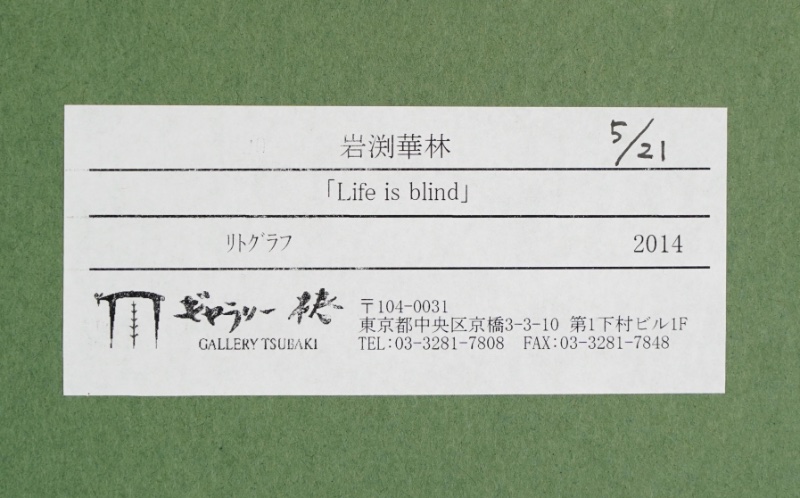 岩渕華林 5/21
「Life is blind」
ﾘﾄｸﾞﾗﾌ 2014
ギャラリー 椿
GALLERY TSUBAKI
〒104-0031
東京都中央区京橋3-3-10 第1下村ビル1F
TEL:03-3281-7808 FAX:03-3281-7848